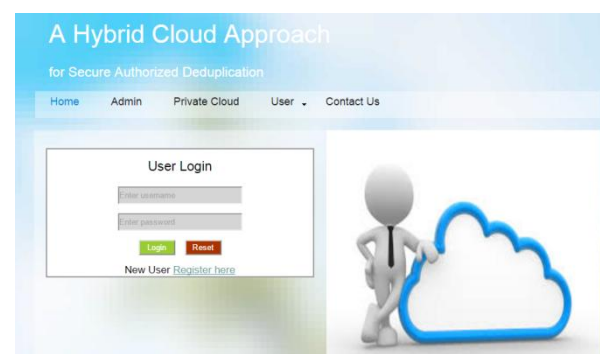 A Hybrid Cloud Approach
for Secure Authorized Deduplication
Home Admin Private Cloud User Contact Us
User Login
Enter username
Enter password
Login Reset
New User Register here